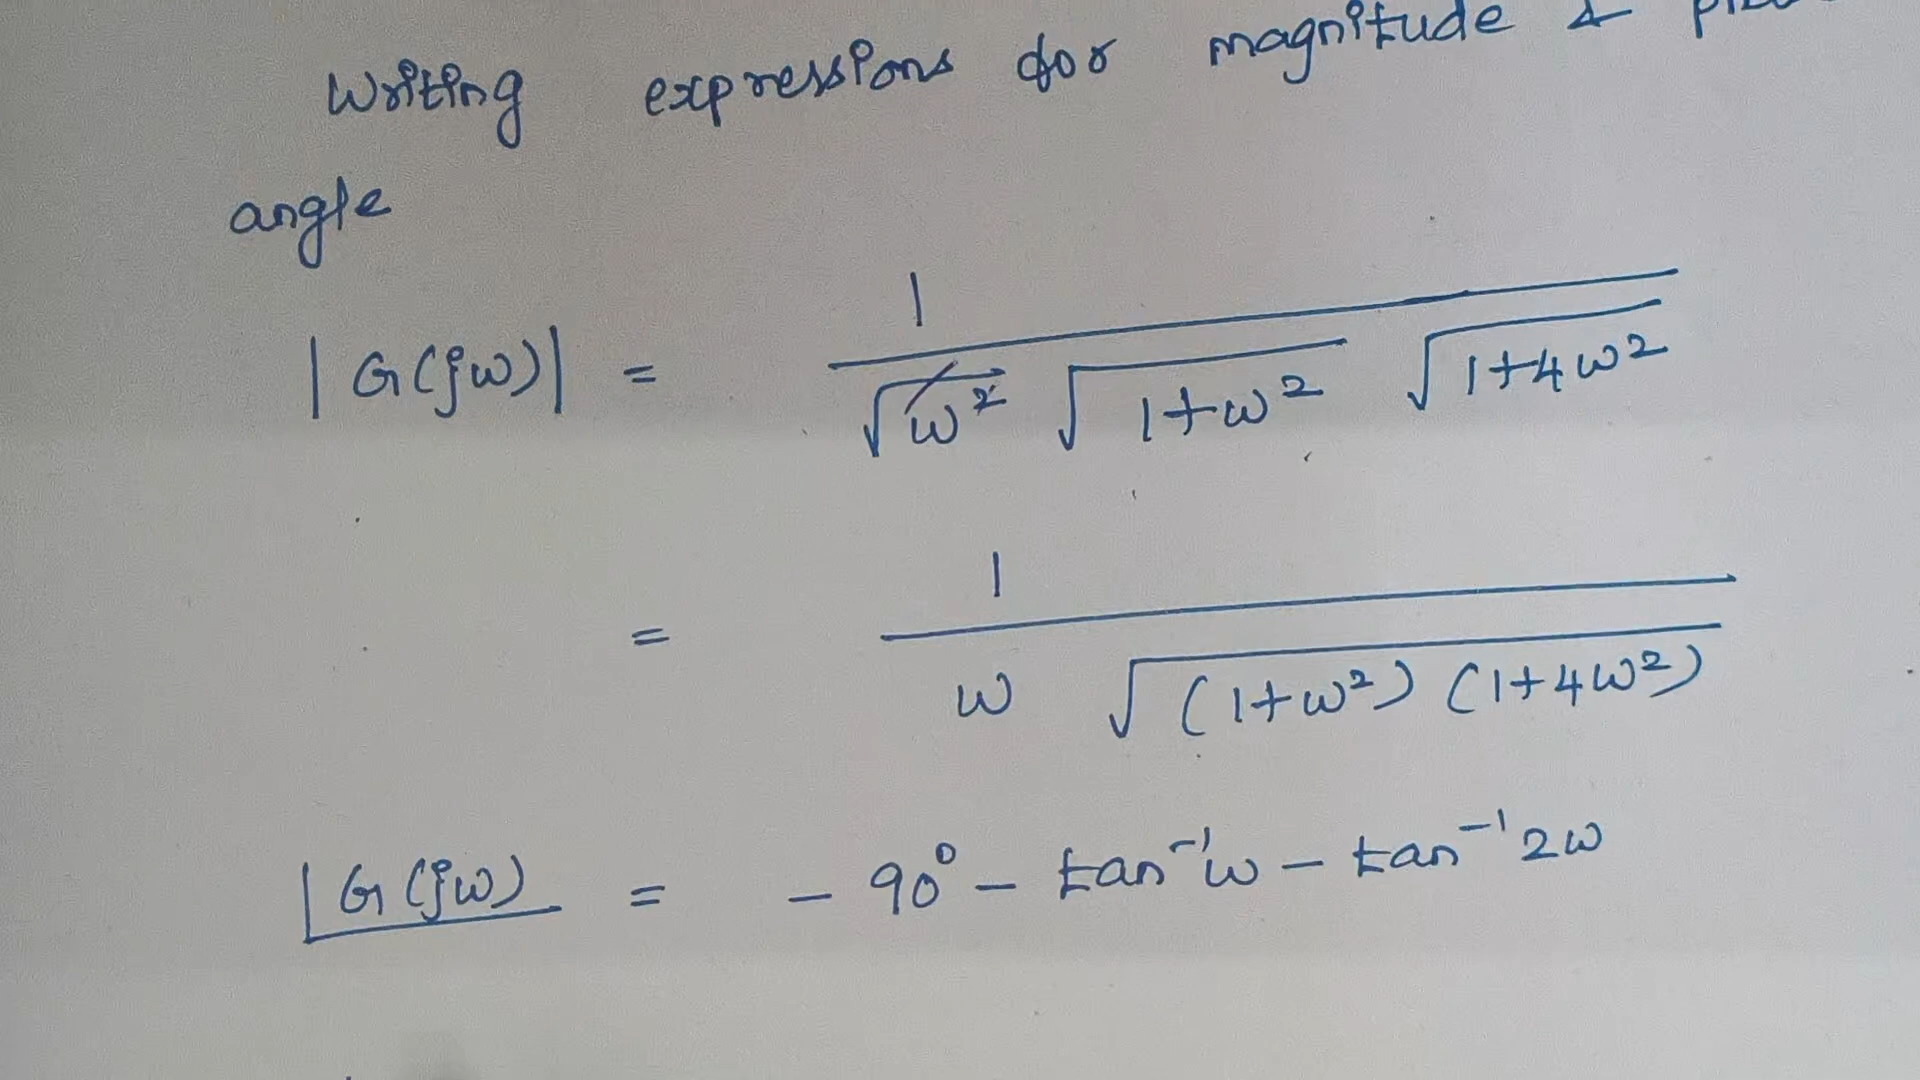 Writing expressions for magnitude &
angle
|G(jω)| = 1 / √ω² √1+ω² √1+4ω²
= 1 / ω √(1+ω²)(1+4ω²)
∠G(jω) = - 90° - tan⁻¹ω - tan⁻¹2ω